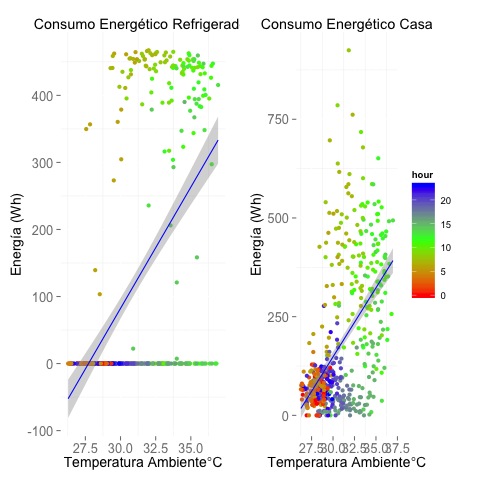 Consumo Energético Refrigerad
Energía (Wh)
400
300
200
100
0
-100
27.5 30.0 32.5 35.0
Temperatura Ambiente°C
Consumo Energético Casa
Energía (Wh)
750
500
250
0
27.5 30.0 32.5 35.0 37.5
Temperatura Ambiente°C
hour
20
15
10
5
0